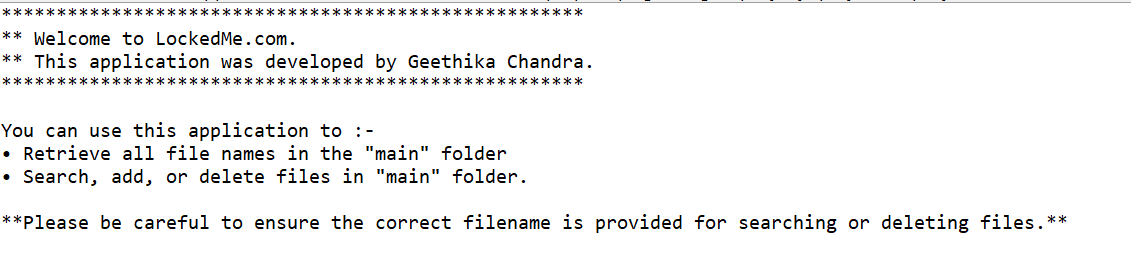 *****************************************************
** Welcome to LockedMe.com.
** This application was developed by Geethika Chandra.
*****************************************************
You can use this application to :-
• Retrieve all file names in the "main" folder
• Search, add, or delete files in "main" folder.
**Please be careful to ensure the correct filename is provided for searching or deleting files.**